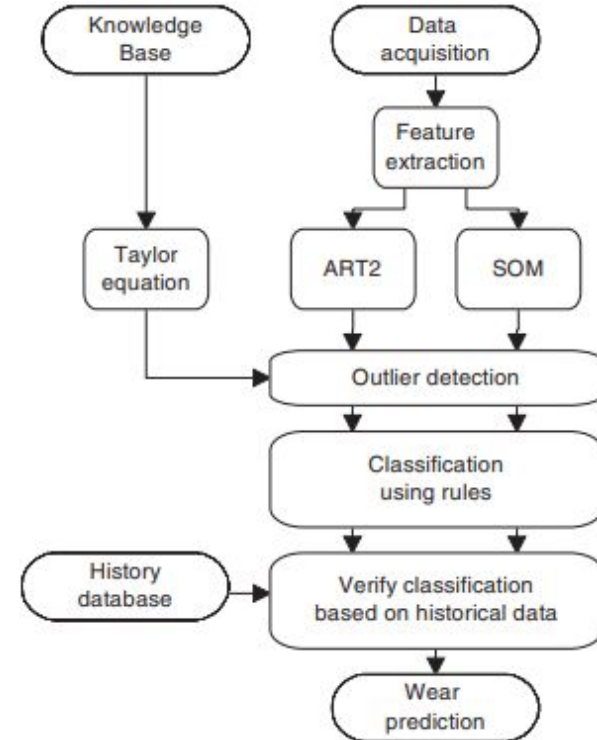 Knowledge
Base
Data
acquisition
Feature
extraction
Taylor
equation
ART2
SOM
Outlier detection
Classification
using rules
History
database
Verify classification
based on historical data
Wear
prediction